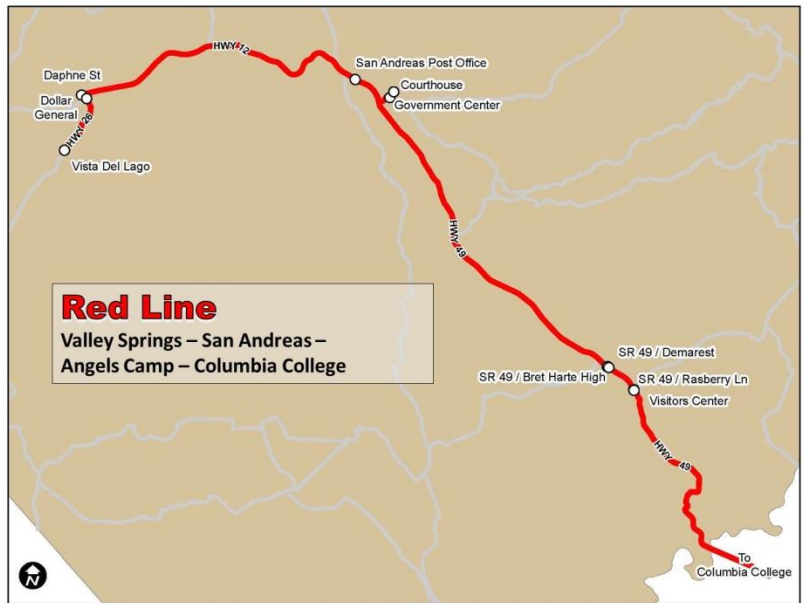 HWY 12
San Andreas Post Office
Daphne St
Courthouse
Dollar
General
Government Center
HWY 26
Vista Del Lago
HWY 49
Red Line
Valley Springs – San Andreas –
Angels Camp – Columbia College
SR 49 / Demarest
SR 49 / Bret Harte High
SR 49 / Rasberry Ln
Visitors Center
HWY 49
To
Columbia College
N